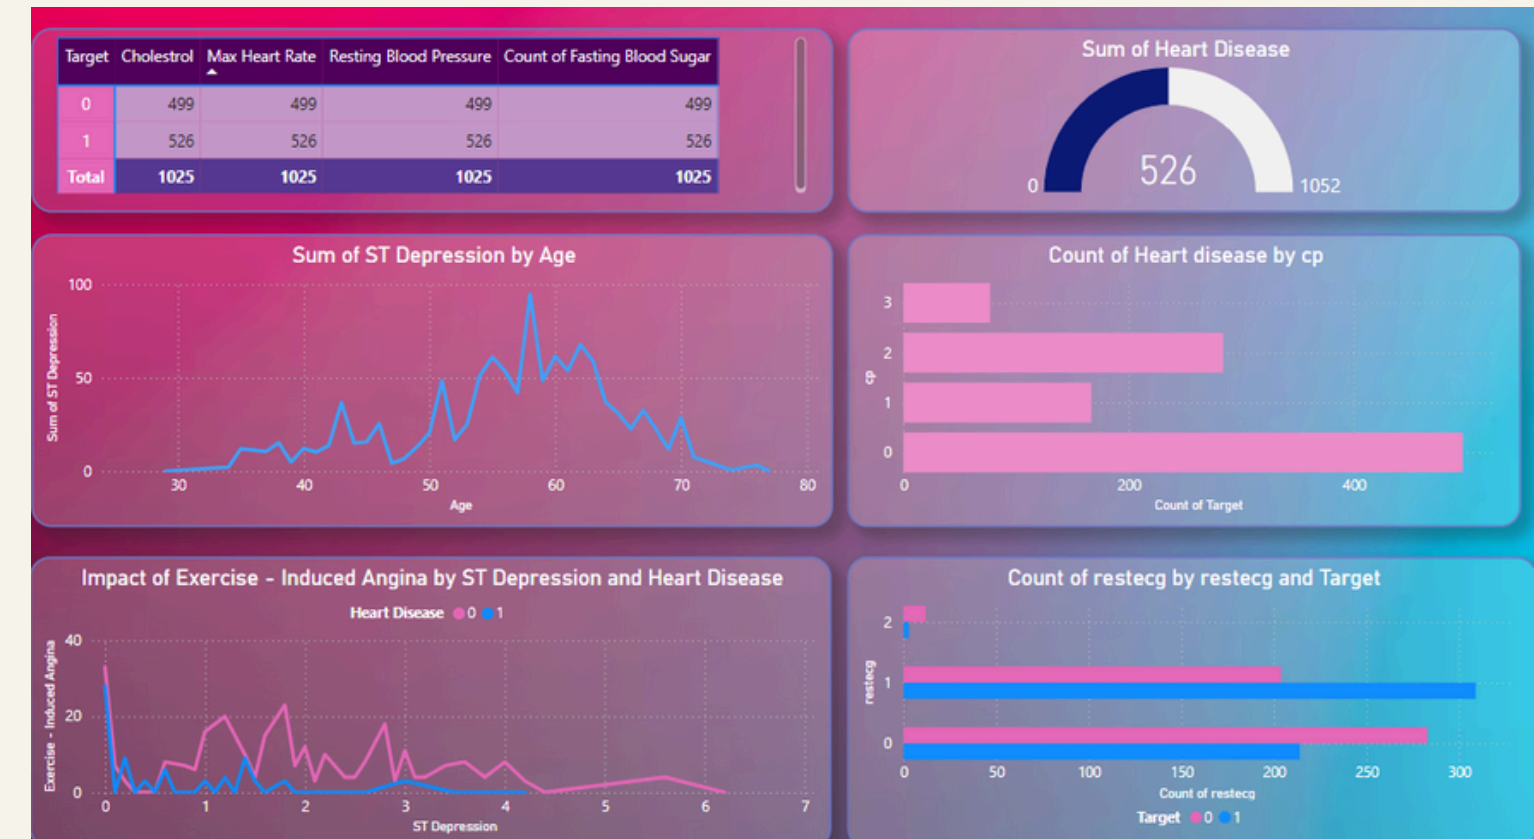 Target Cholestrol Max Heart Rate Resting Blood Pressure Count of Fasting Blood Sugar
0 499 499 499 499
1 526 526 526 526
Total 1025 1025 1025 1025
Sum of Heart Disease
526
0 1052
Sum of ST Depression by Age
Sum of ST Depression
100
50
0
30 40 50 60 70 80
Age
Count of Heart disease by cp
cp
3
2
1
0
0 200 400
Count of Target
Impact of Exercise - Induced Angina by ST Depression and Heart Disease
Heart Disease 0 1
Exercise - Induced Angina
40
20
0
0 1 2 3 4 5 6 7
ST Depression
Count of restecg by restecg and Target
restecg
2
1
0
0 50 100 150 200 250 300
Count of restecg
Target 0 1